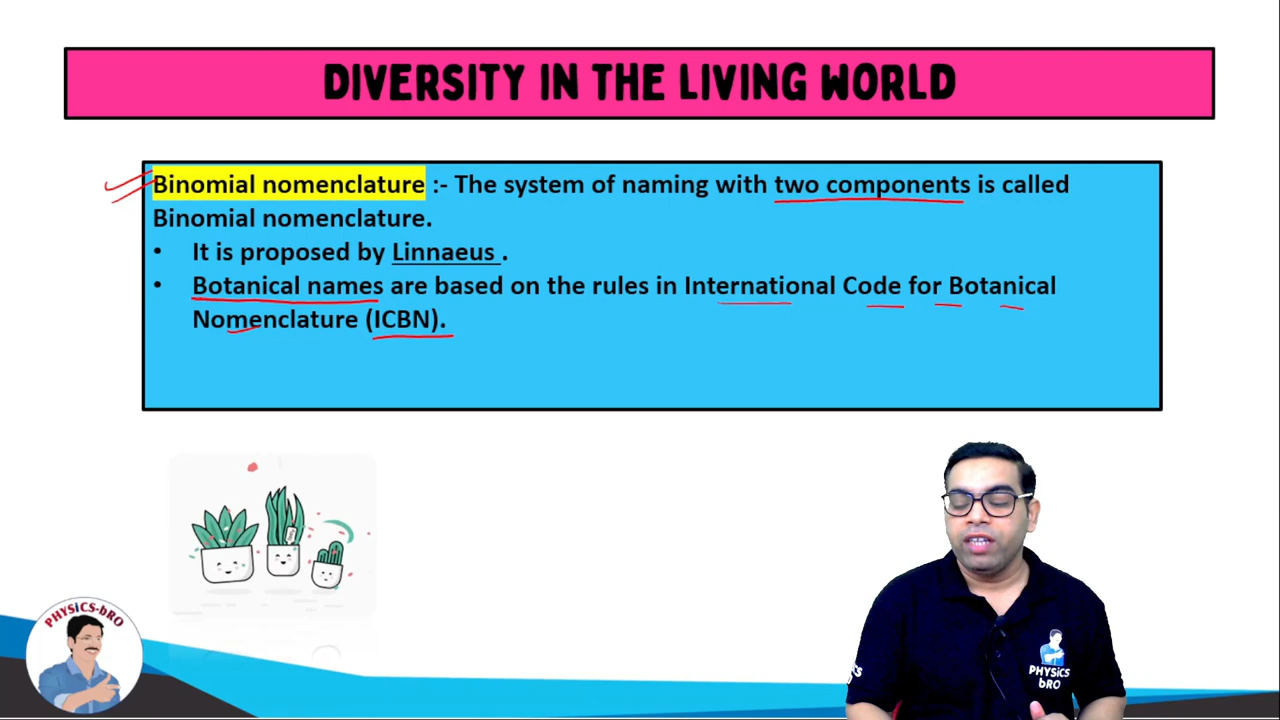 DIVERSITY IN THE LIVING WORLD
Binomial nomenclature :- The system of naming with two components is called
Binomial nomenclature.
• It is proposed by Linnaeus .
• Botanical names are based on the rules in International Code for Botanical
Nomenclature (ICBN).
PHYSICS-bRO
PHYSiCS
bRO